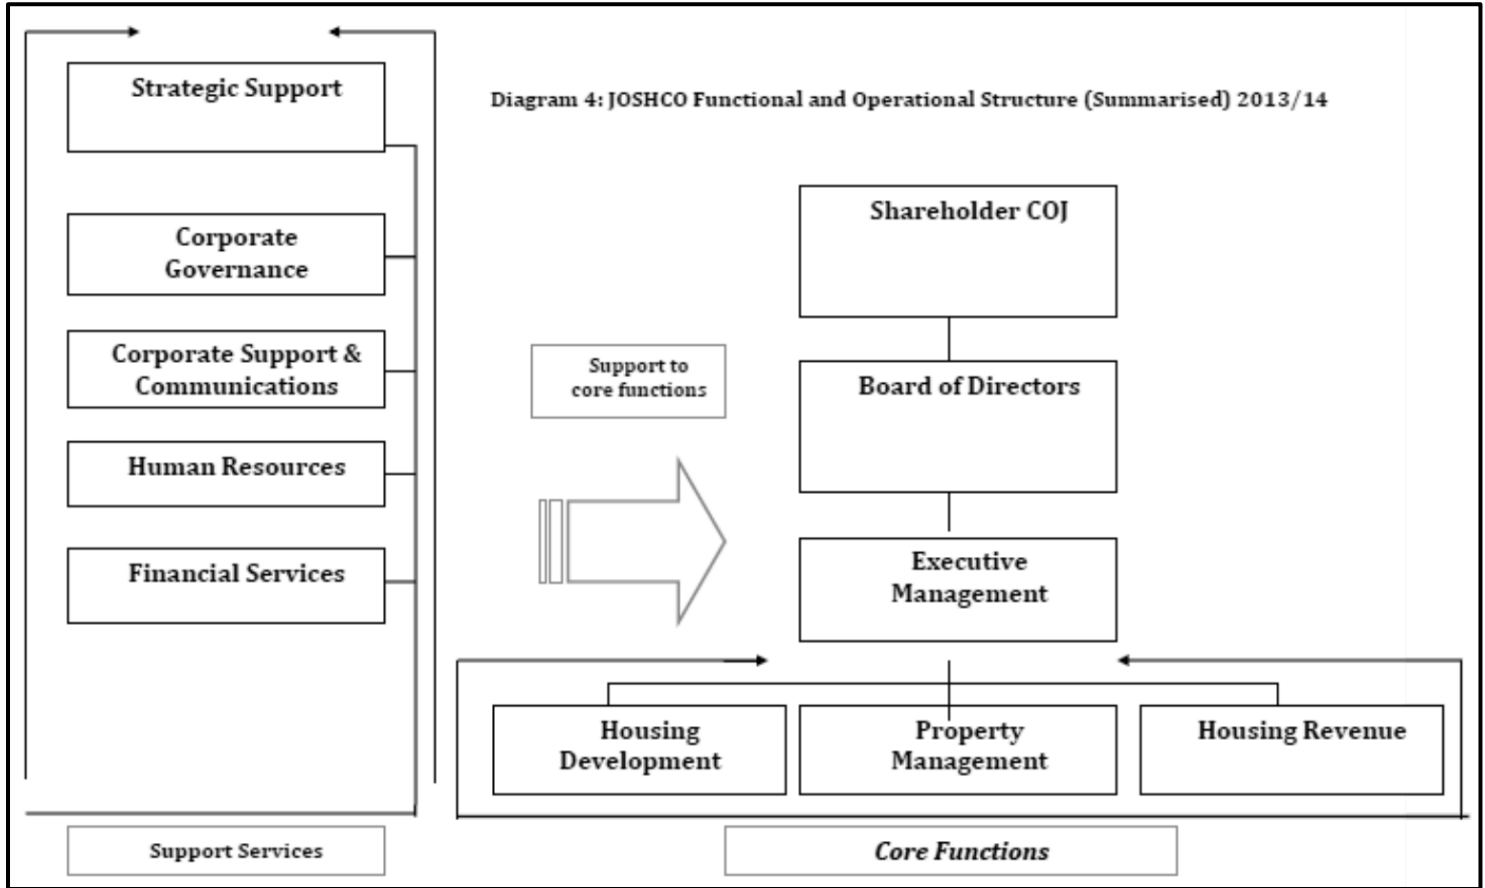 Diagram 4: JOSHCO Functional and Operational Structure (Summarised) 2013/14
Strategic Support
Corporate
Governance
Corporate Support &
Communications
Human Resources
Financial Services
Support Services
Support to
core functions
Shareholder COJ
Board of Directors
Executive
Management
Housing
Development
Property
Management
Housing Revenue
Core Functions